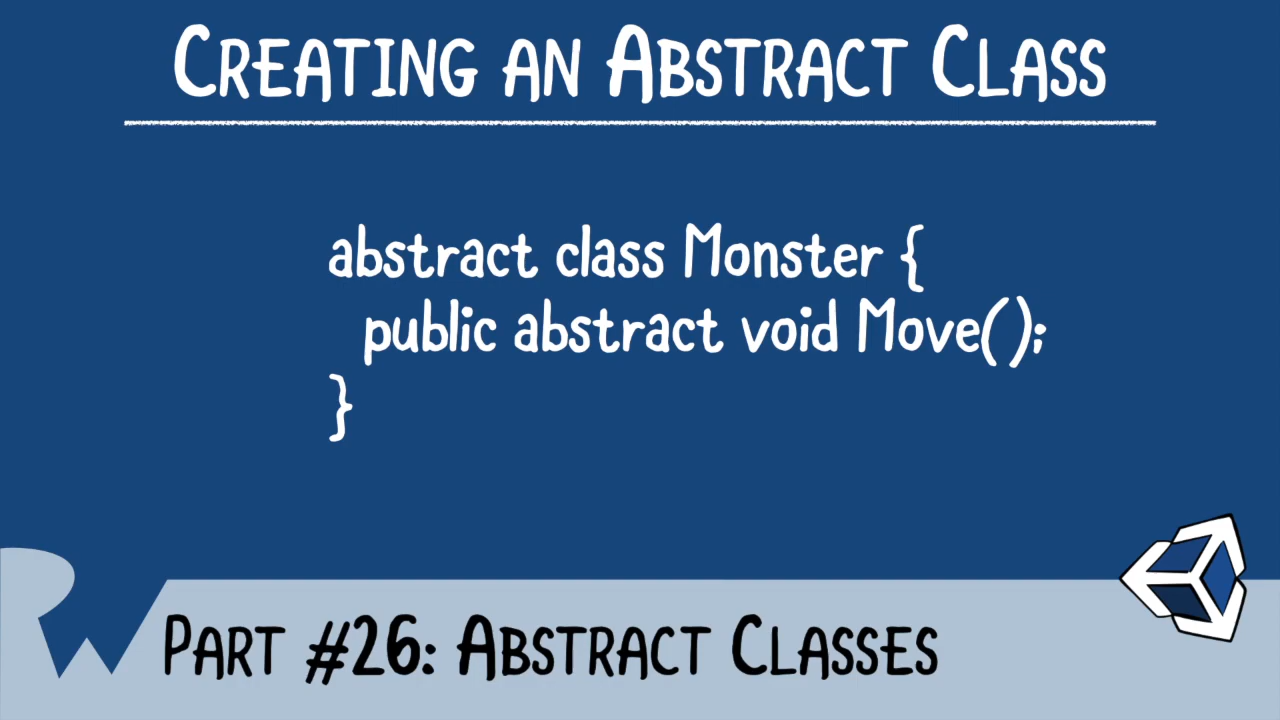 Creating an Abstract Class
abstract class Monster {
public abstract void Move();
}
Part #26: Abstract Classes